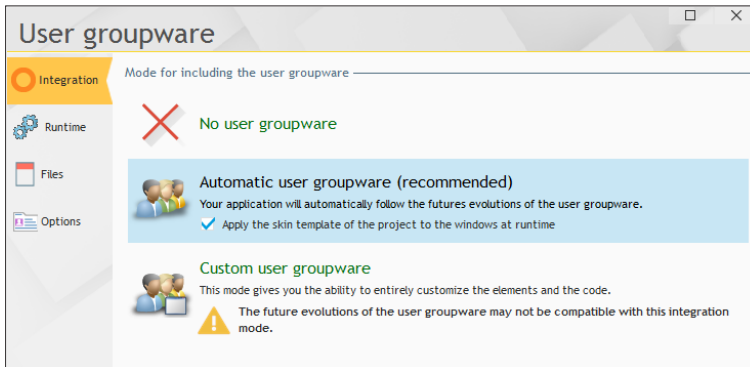 User groupware
Integration
Mode for including the user groupware
No user groupware
Runtime
Files
Automatic user groupware (recommended)
Your application will automatically follow the futures evolutions of the user groupware.
Apply the skin template of the project to the windows at runtime
Options
Custom user groupware
This mode gives you the ability to entirely customize the elements and the code.
The future evolutions of the user groupware may not be compatible with this integration
mode.